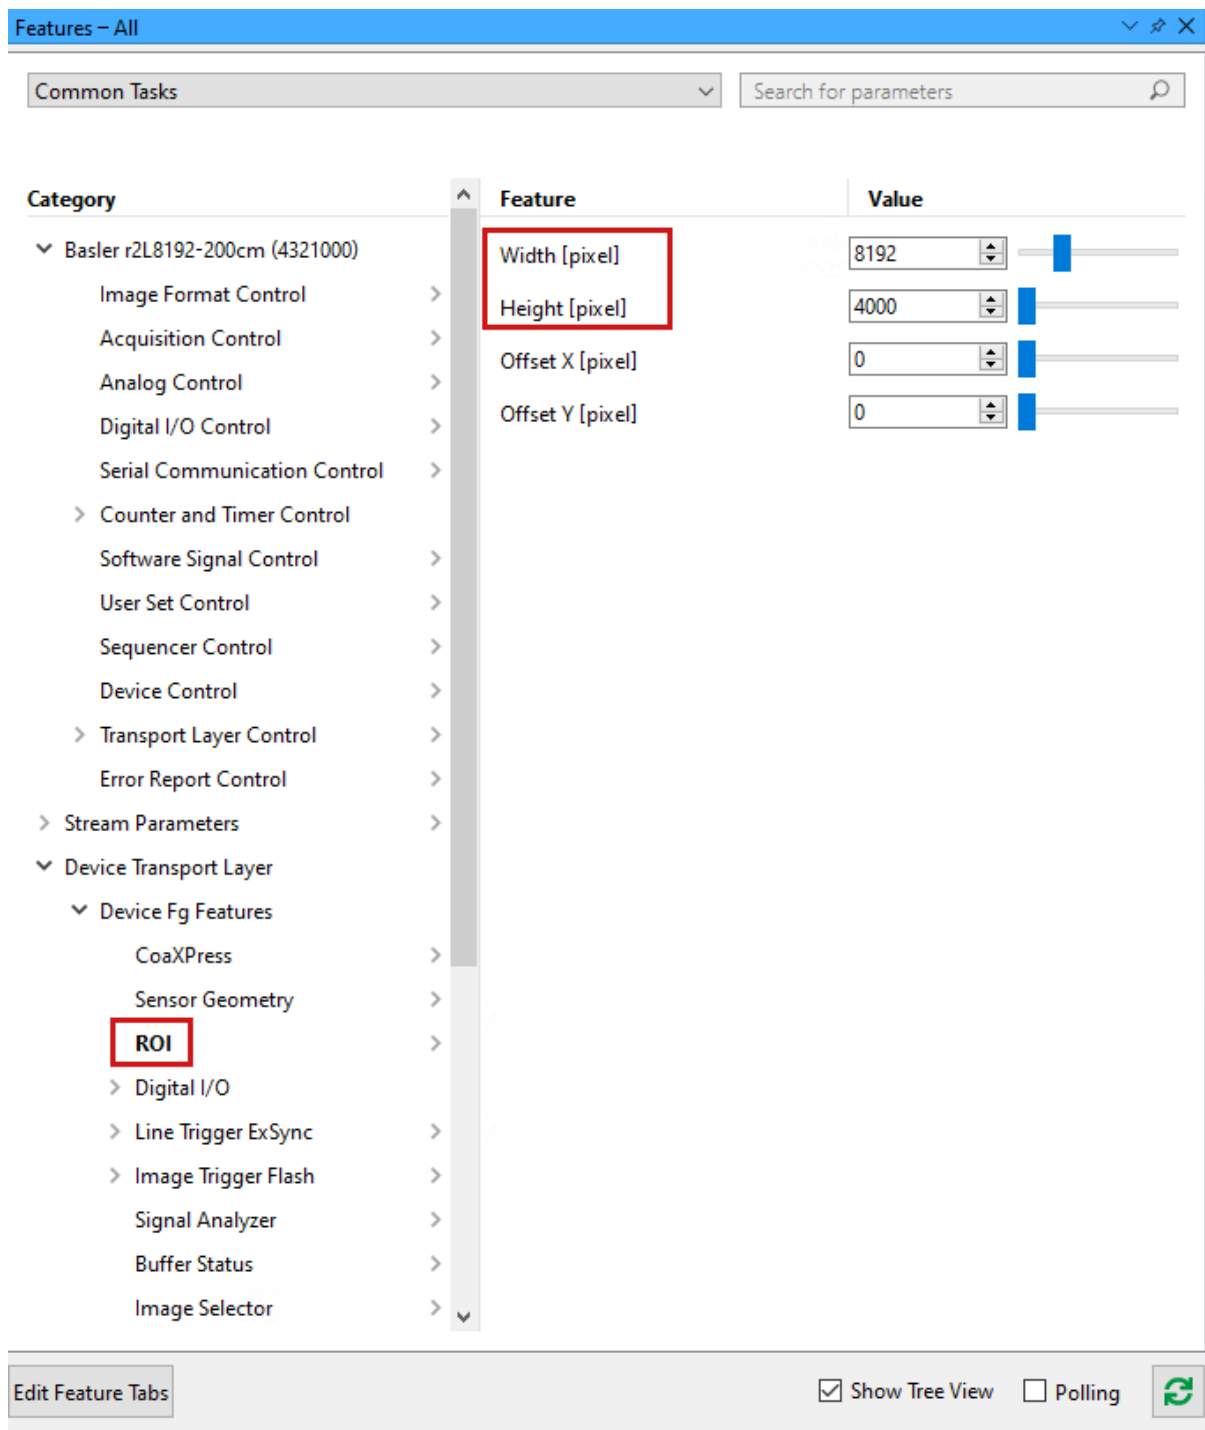 Features – All
Common Tasks
Search for parameters
Category
Feature
Value
Basler r2L8192-200cm (4321000)
Image Format Control
Acquisition Control
Analog Control
Digital I/O Control
Serial Communication Control
Counter and Timer Control
Software Signal Control
User Set Control
Sequencer Control
Device Control
Transport Layer Control
Error Report Control
Stream Parameters
Device Transport Layer
Device Fg Features
CoaXPress
Sensor Geometry
ROI
Digital I/O
Line Trigger ExSync
Image Trigger Flash
Signal Analyzer
Buffer Status
Image Selector
Width [pixel] 8192
Height [pixel] 4000
Offset X [pixel] 0
Offset Y [pixel] 0
Edit Feature Tabs
Show Tree View
Polling